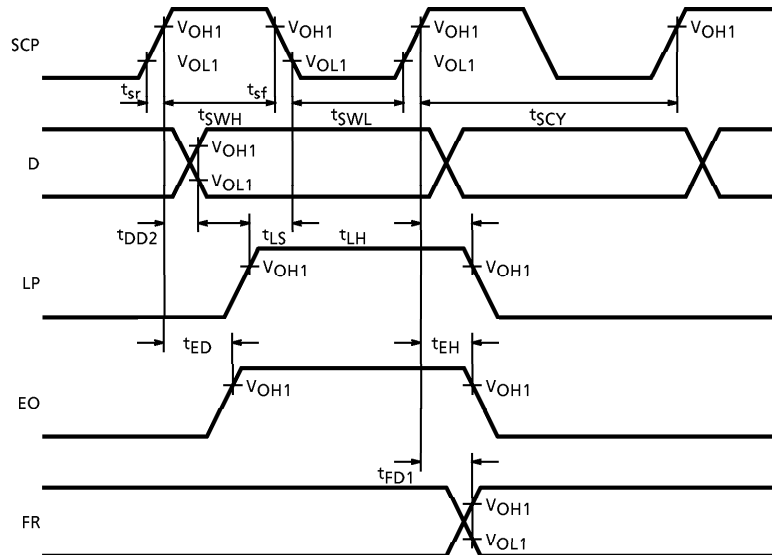 SCP VOH1 VOH1 VOH1 VOH1
VOL1 VOL1 VOL1
tsr tsf
tSWH tSWL tSCY
D VOH1
VOL1
tDD2 tLS tLH
LP VOH1 VOH1
tED tEH
EO VOH1 VOH1
tFD1
FR VOH1
VOL1